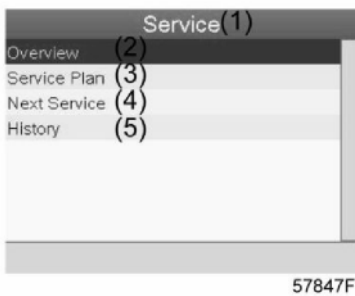 Service(1)
Overview (2)
Service Plan (3)
Next Service (4)
History (5)
57847F